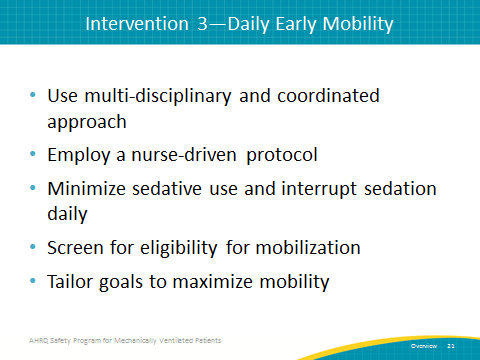 Intervention 3—Daily Early Mobility
• Use multi-disciplinary and coordinated
approach
• Employ a nurse-driven protocol
• Minimize sedative use and interrupt sedation
daily
• Screen for eligibility for mobilization
• Tailor goals to maximize mobility
AHRQ Safety Program for Mechanically Ventilated Patients
Overview 21